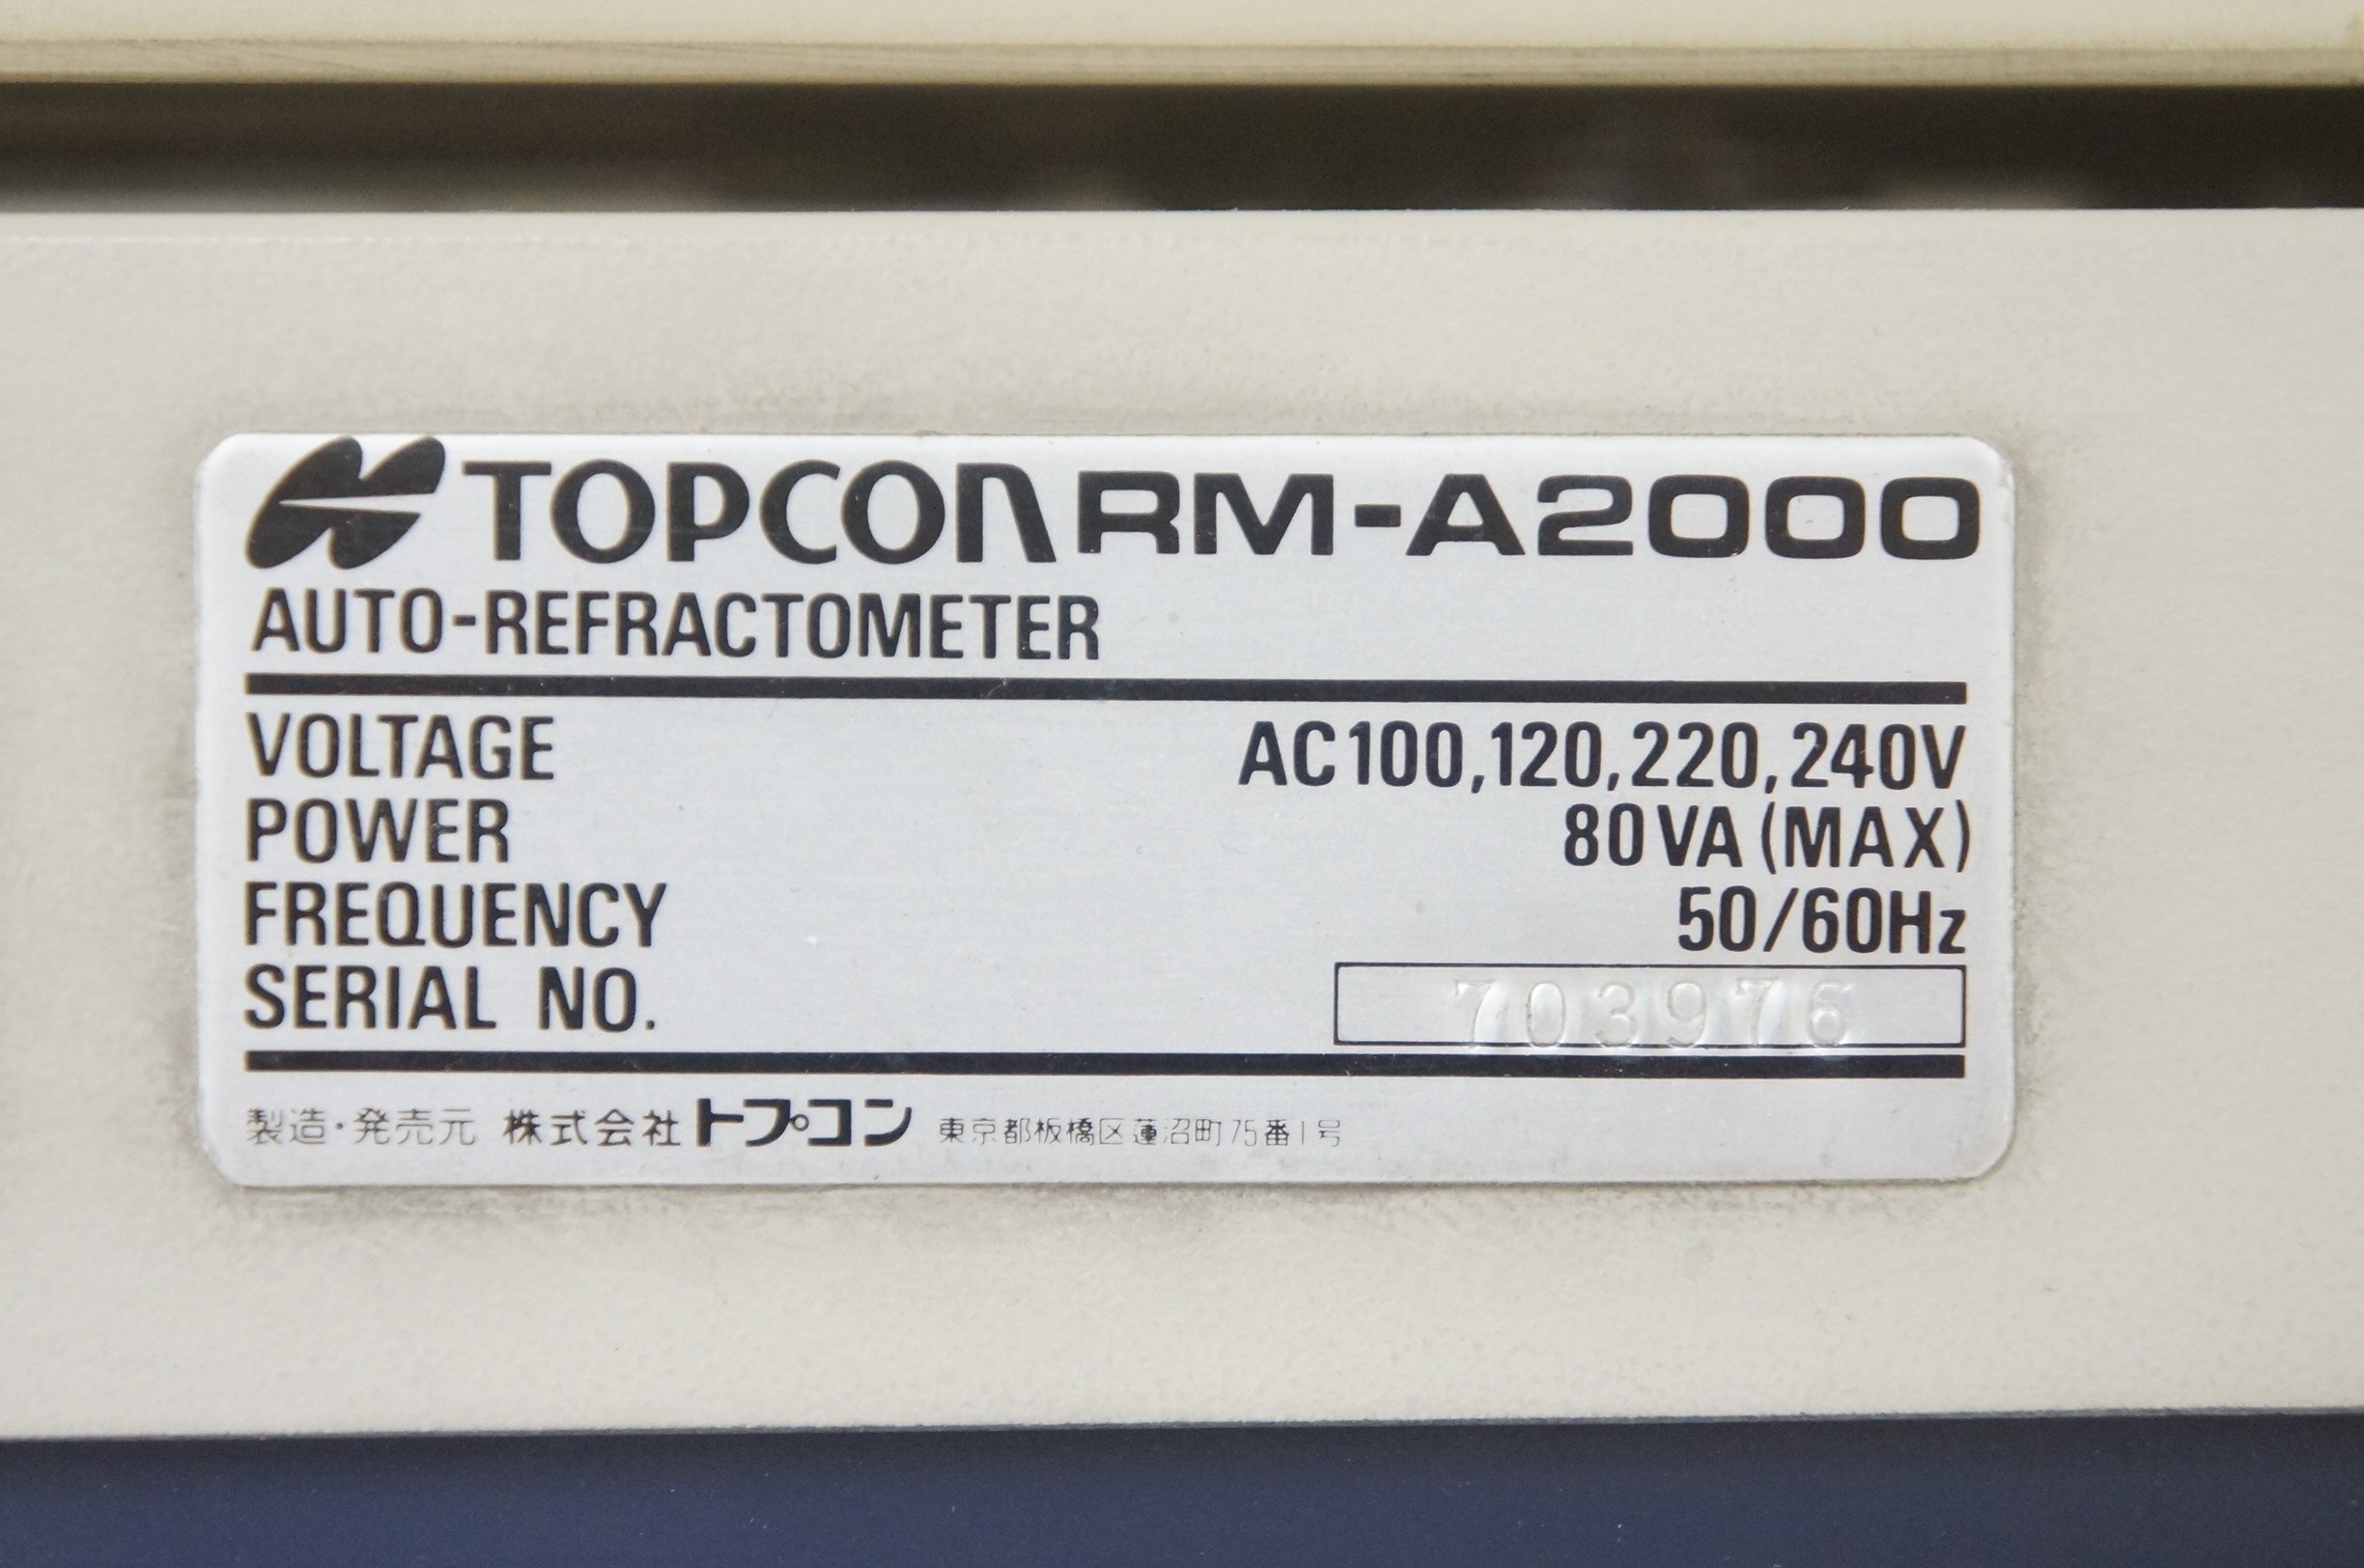 TOPCON RM-A2000
AUTO-REFRACTOMETER
VOLTAGE AC100,120,220,240V
POWER 80VA (MAX)
FREQUENCY 50/60Hz
SERIAL NO. 703976
製造・発売元 株式会社トプコン 東京都板橋区蓮沼町75番1号